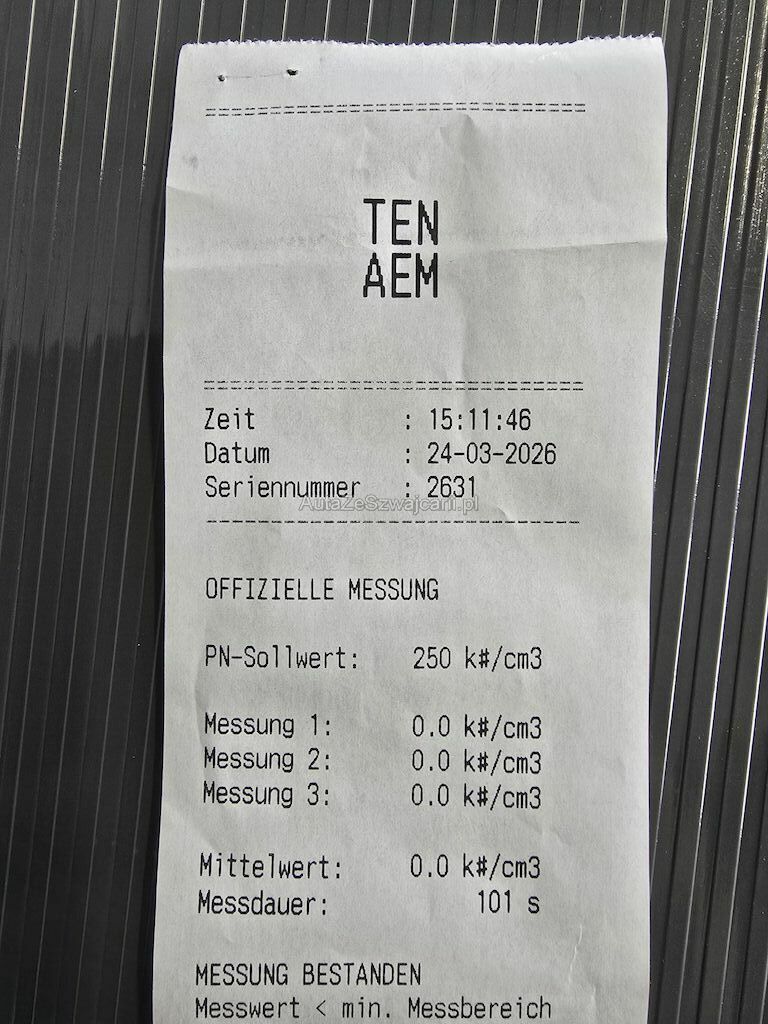 TEN
AEM
Zeit : 15:11:46
Datum : 24-03-2026
Seriennummer : 2631
AutaZeSzwajcarii.pl
OFFIZIELLE MESSUNG
PN-Sollwert: 250 k#/cm3
Messung 1: 0.0 k#/cm3
Messung 2: 0.0 k#/cm3
Messung 3: 0.0 k#/cm3
Mittelwert: 0.0 k#/cm3
Messdauer: 101 s
MESSUNG BESTANDEN
Messwert < min. Messbereich